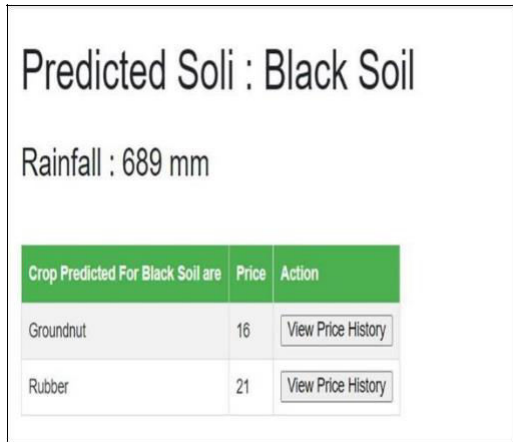 Predicted Soli : Black Soil
Rainfall : 689 mm
Crop Predicted For Black Soil are Price Action
Groundnut 16 View Price History
Rubber 21 View Price History